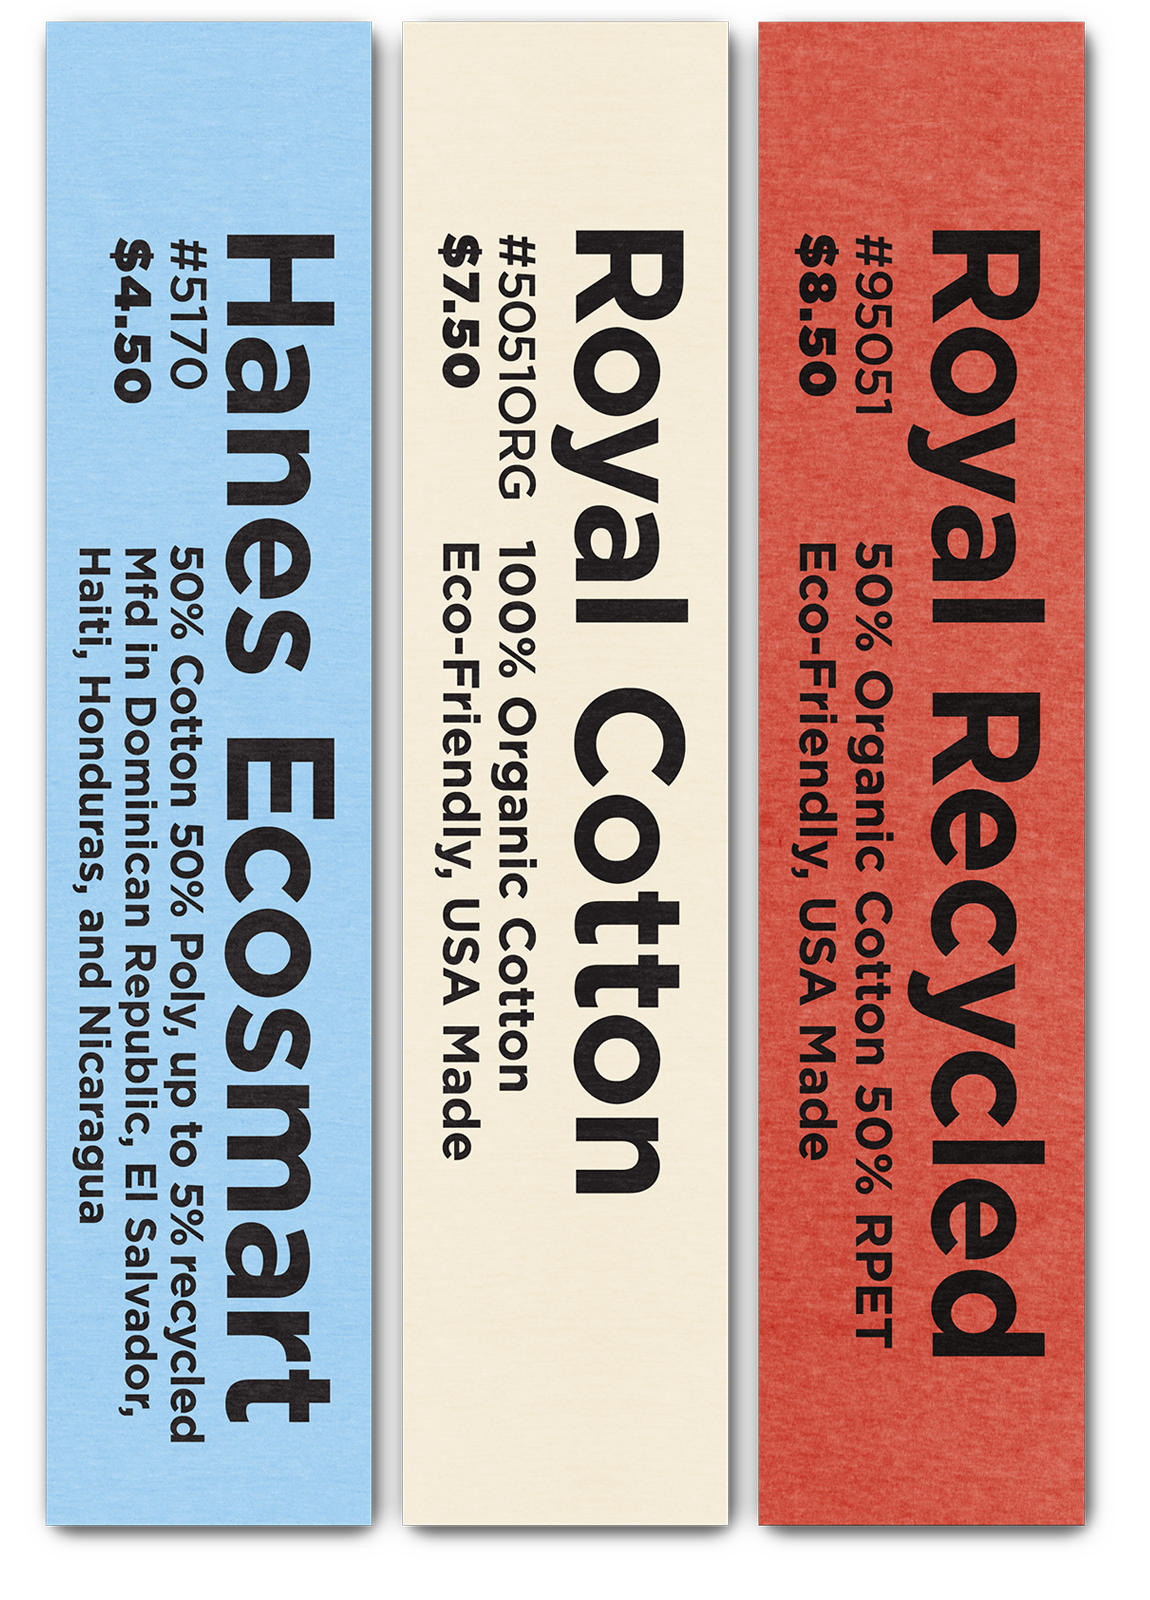 Hanes Ecosmart
#5170
$4.50
50% Cotton 50% Poly, up to 5% recycled
Mfd in Dominican Republic, El Salvador,
Haiti, Honduras, and Nicaragua
Royal Cotton
#5051ORG
$7.50
100% Organic Cotton
Eco-Friendly, USA Made
Royal Recycled
#95051
$8.50
50% Organic Cotton 50% RPET
Eco-Friendly, USA Made